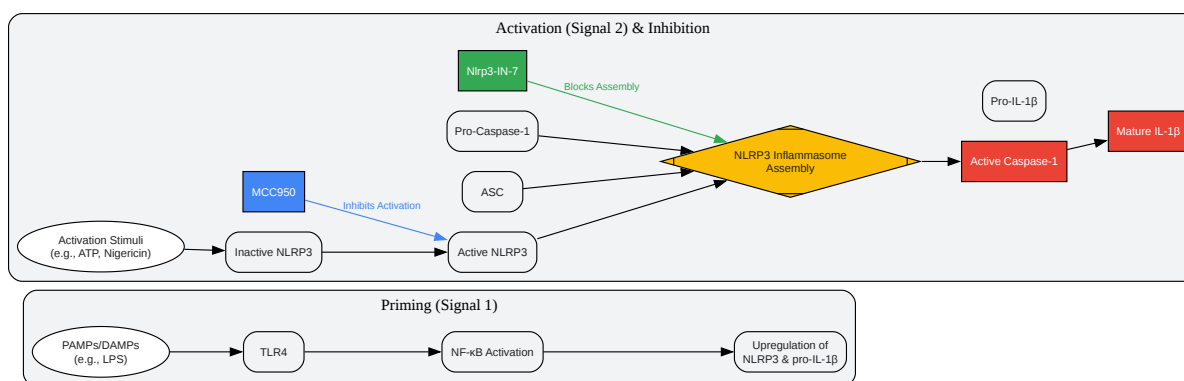 Activation (Signal 2) & Inhibition
Nlrp3-IN-7
Blocks Assembly
Pro-IL-1β
Pro-Caspase-1
Mature IL-1β
NLRP3 Inflammasome
Assembly
Active Caspase-1
MCC950
ASC
Inhibits Activation
Activation Stimuli
(e.g., ATP, Nigericin)
Inactive NLRP3
Active NLRP3
Priming (Signal 1)
PAMPs/DAMPs
(e.g., LPS)
TLR4
NF-κB Activation
Upregulation of
NLRP3 & pro-IL-1β